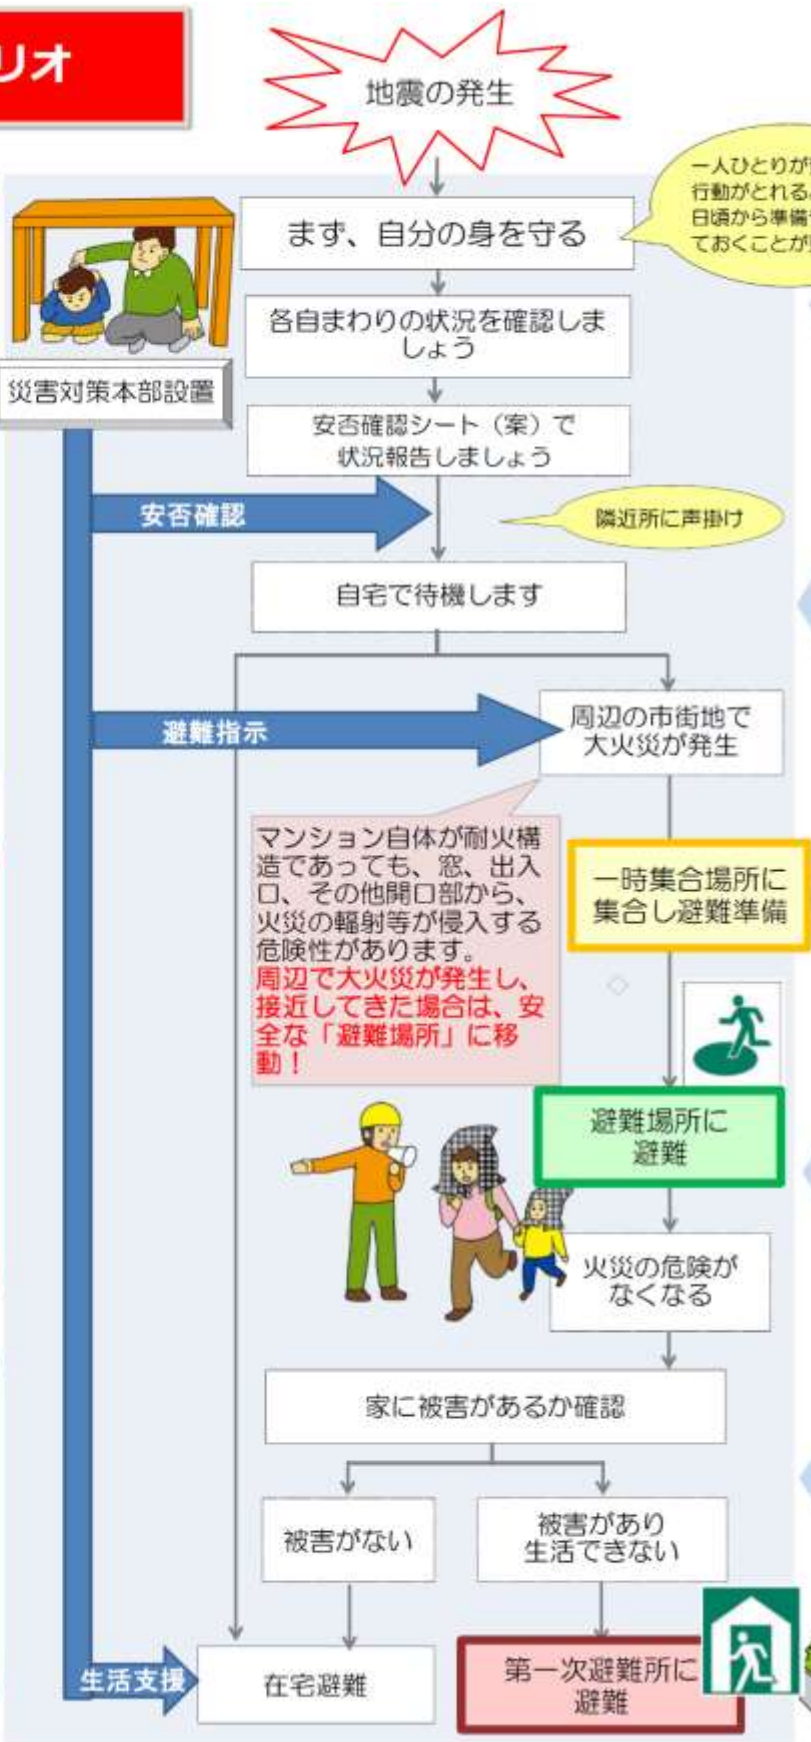 リオ
地震の発生
一人ひとりが
行動がとれる
日頃から準備
ておくことが
まず、自分の身を守る
各自まわりの状況を確認しま
しょう
災害対策本部設置
安否確認シート（案）で
状況報告しましょう
安否確認
隣近所に声掛け
自宅で待機します
避難指示
周辺の市街地で
大火災が発生
マンション自体が耐火構
造であっても、窓、出入
口、その他開口部から、
火災の輻射等が侵入する
危険性があります。
周辺で大火災が発生し、
接近してきた場合は、安
全な「避難場所」に移
動！
一時集合場所に
集合し避難準備
避難場所に
避難
火災の危険が
なくなる
家に被害があるか確認
被害がない
被害があり
生活できない
生活支援
在宅避難
第一次避難所に
避難